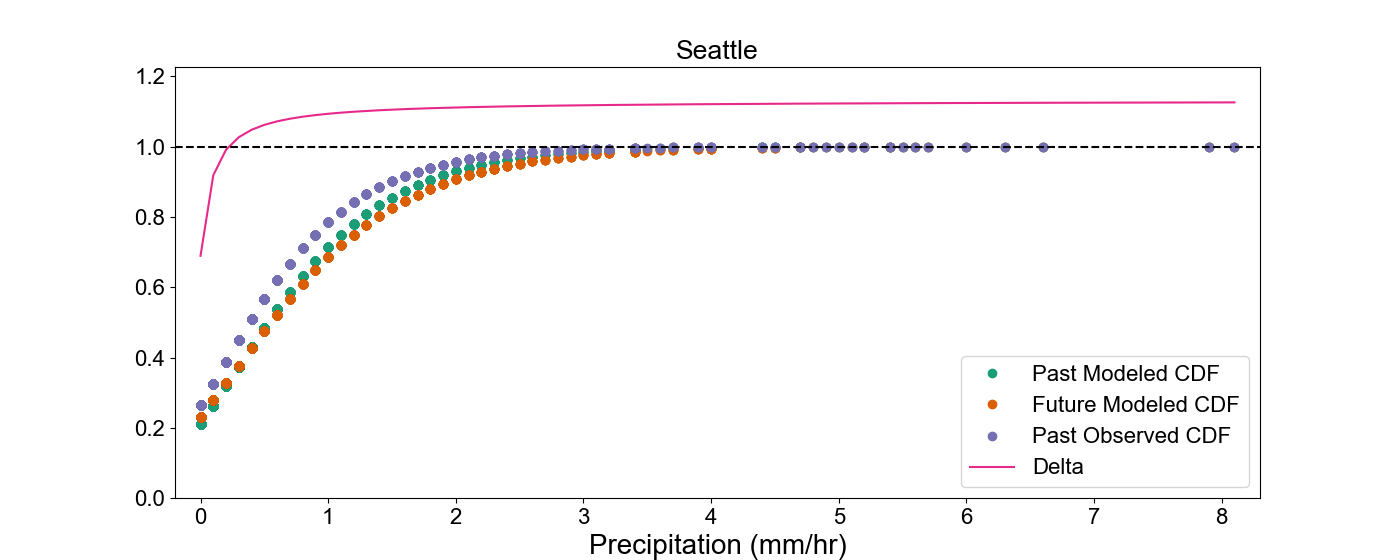 Seattle
1.2
1.0
0.8
0.6
0.4
0.2
0.0
Past Modeled CDF
Future Modeled CDF
Past Observed CDF
Delta
0 1 2 3 4 5 6 7 8
Precipitation (mm/hr)